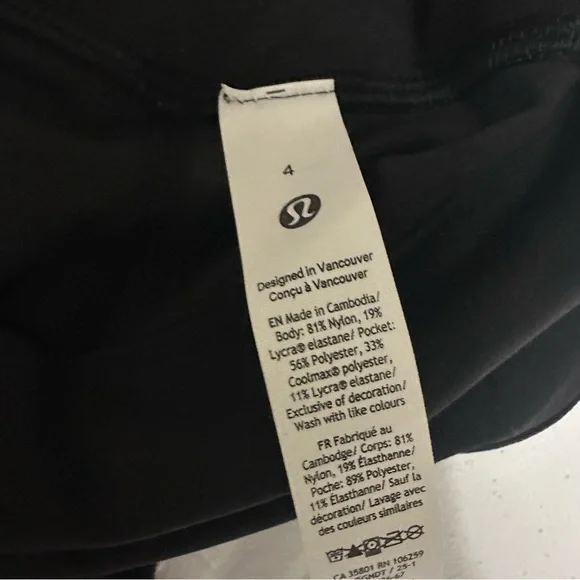 4
Designed in Vancouver
Conçu à Vancouver
EN Made in Cambodia/
Body: 81% Nylon, 19%
Lycra® elastane/ Pocket:
56% Polyester, 33%
Coolmax® polyester,
11% Lycra® elastane/
Exclusive of decoration/
Wash with like colours
FR Fabriqué au
Cambodge/ Corps: 81%
Nylon, 19% Élasthanne/
Poche: 89% Polyester,
11% Élasthanne/ Sauf la
décoration/ Lavage avec
des couleurs similaires
CA 35801 RN 106259
/ 25-1